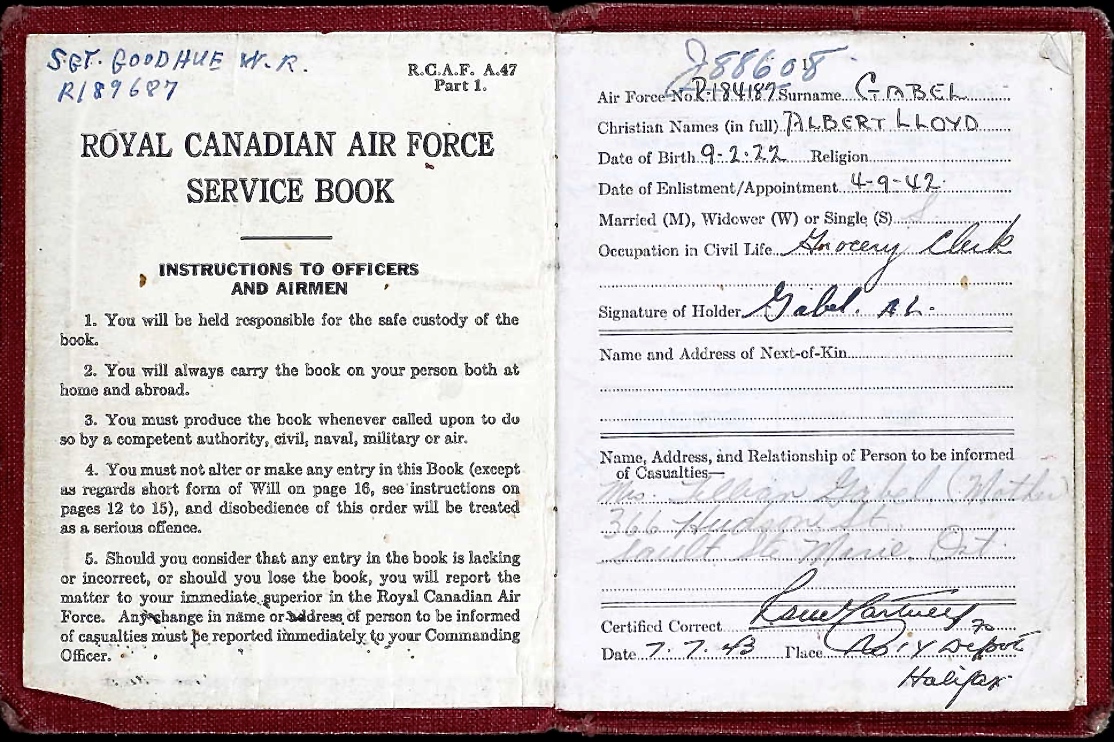 SGT. GOODHUE W.R.
R189687
R.C.A.F. A.47
Part 1.
ROYAL CANADIAN AIR FORCE
SERVICE BOOK
INSTRUCTIONS TO OFFICERS
AND AIRMEN
1. You will be held responsible for the safe custody of the
book.
2. You will always carry the book on your person both at
home and abroad.
3. You must produce the book whenever called upon to do
so by a competent authority, civil, naval, military or air.
4. You must not alter or make any entry in this Book (except
as regards short form of Will on page 16, see instructions on
pages 12 to 15), and disobedience of this order will be treated
as a serious offence.
5. Should you consider that any entry in the book is lacking
or incorrect, or should you lose the book, you will report the
matter to your immediate superior in the Royal Canadian Air
Force. Any change in name or address of person to be informed
of casualties must be reported immediately to your Commanding
Officer.
J88608
Air Force No. R.184187 Surname GABEL
Christian Names (in full) ALBERT LLOYD
Date of Birth 9-2-22 Religion
Date of Enlistment/Appointment 4-9-42.
Married (M), Widower (W) or Single (S) S
Occupation in Civil Life Grocery Clerk
Signature of Holder Gabel. A L.
Name and Address of Next-of-Kin
Name, Address, and Relationship of Person to be informed
of Casualties—
Mrs. Lillian Gabel (Mother)
366 Hudson St.
Sault Ste Marie, Ont.
Certified Correct
Date 7.7.43 Place No 1 Y Depot
Halifax